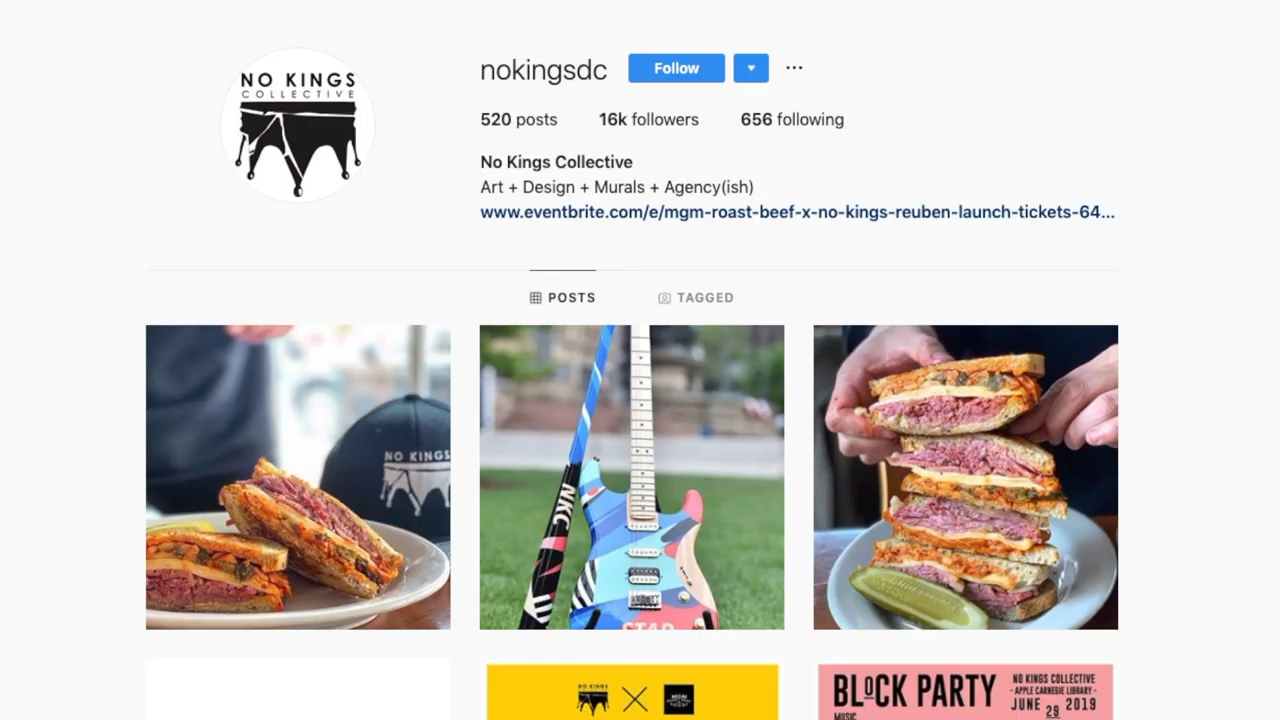 NO KINGS
COLLECTIVE
nokingsdc
Follow
520 posts
16k followers
656 following
No Kings Collective
Art + Design + Murals + Agency(ish)
www.eventbrite.com/e/mgm-roast-beef-x-no-kings-reuben-launch-tickets-64...
POSTS
TAGGED
NO KINGS
NKC
STAR
NO KINGS
BLoCK PARTY
NO KINGS COLLECTIVE
- APPLE CARNEGIE LIBRARY -
JUNE 29 2019
MUSIC